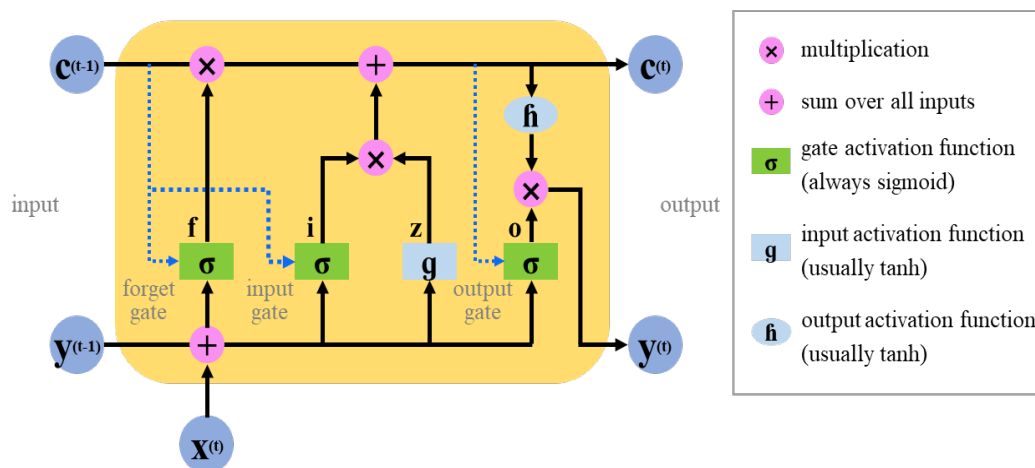 c(t-1)
×
+
c(t)
ɦ
×
×
input
output
f
i
z
o
σ
σ
g
σ
forget
gate
input
gate
output
gate
y(t-1)
+
y(t)
x(t)
× multiplication
+ sum over all inputs
σ gate activation function
(always sigmoid)
g input activation function
(usually tanh)
ɦ output activation function
(usually tanh)